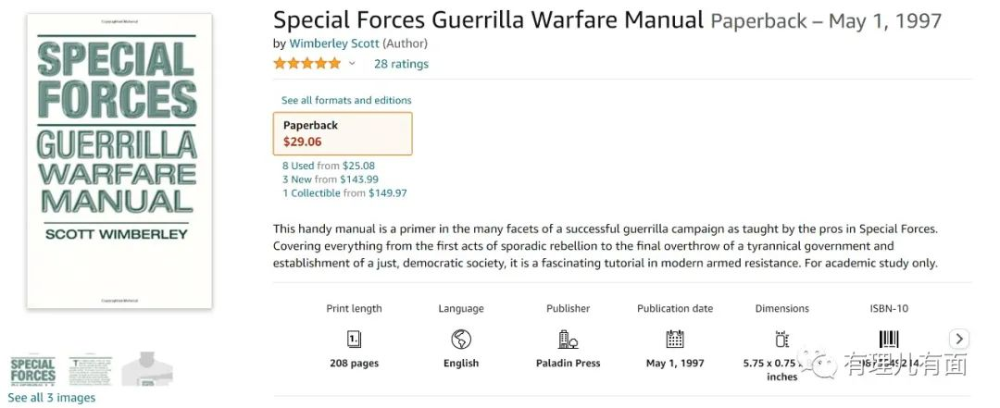 Special Forces Guerrilla Warfare Manual Paperback – May 1, 1997
by Wimberley Scott (Author)
28 ratings
SPECIAL
FORCES
GUERRILLA
WARFARE
MANUAL
SCOTT WIMBERLEY
Copyrighted Material
Copyrighted Material
SPECIAL
FORCES
See all 3 images
See all formats and editions
Paperback
$29.06
8 Used from $25.08
3 New from $143.99
1 Collectible from $149.97
This handy manual is a primer in the many facets of a successful guerrilla campaign as taught by the pros in Special Forces.
Covering everything from the first acts of sporadic rebellion to the final overthrow of a tyrannical government and
establishment of a just, democratic society, it is a fascinating tutorial in modern armed resistance. For academic study only.
Print length
208 pages
Language
English
Publisher
Paladin Press
Publication date
May 1, 1997
Dimensions
5.75 x 0.75 x
inches
ISBN-10
有理儿有面